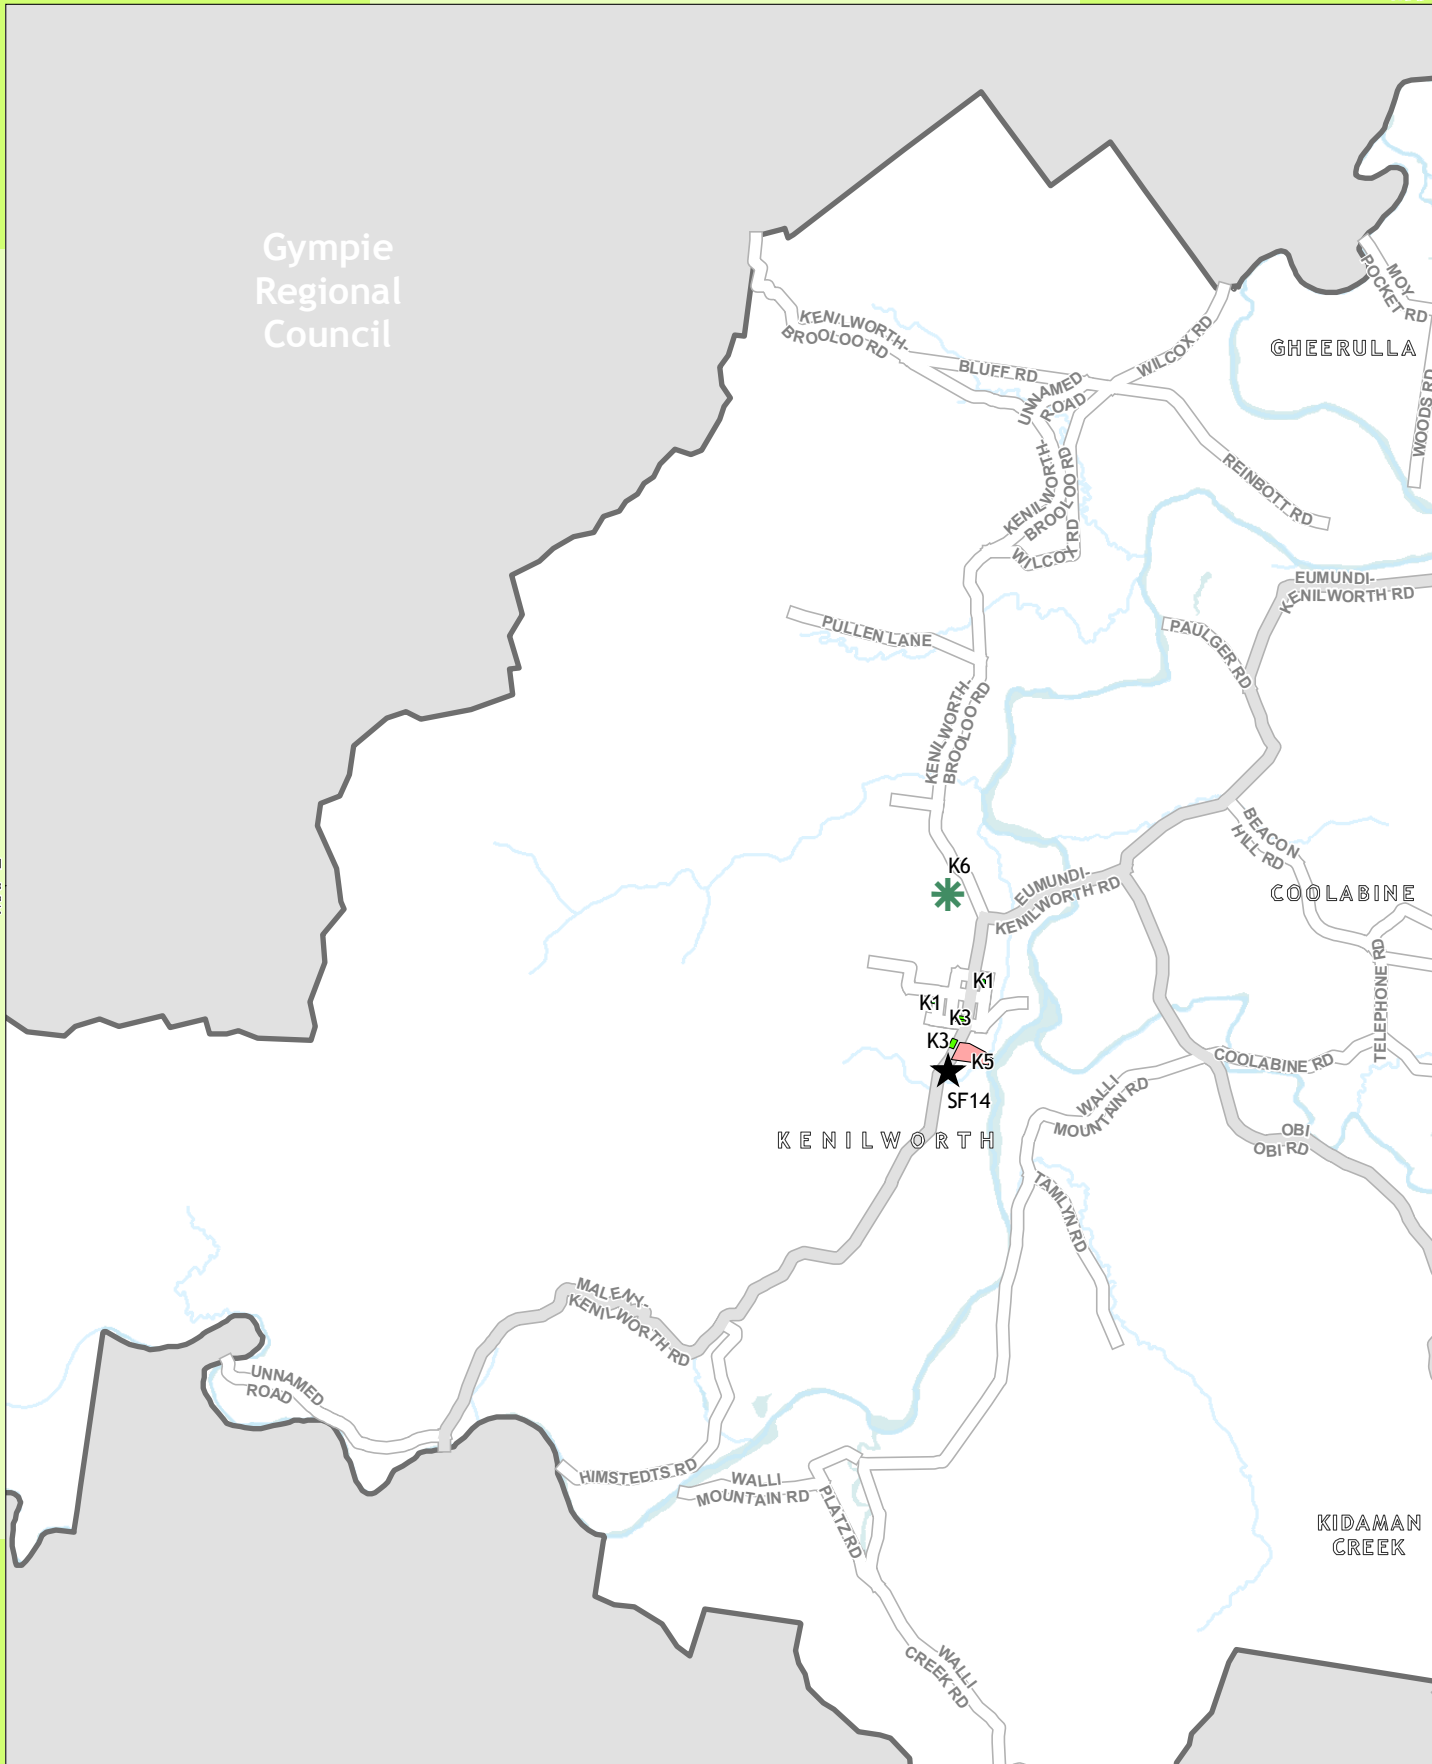 Gympie
Regional
Council
MOY
POCKET RD
GHEERULLA
WOODS RD
KENILWORTH-
BROOLOO RD
BLUFF RD
UNNAMED
ROAD
WILCOX RD
REINBOTT RD
KENILWORTH-
BROOLOO RD
WILCOX RD
EUMUNDI-
KENILWORTH RD
PULLEN LANE
PAULGER RD
KENILWORTH-
BROOLOO RD
BEACON
HILL RD
K6
EUMUNDI-
KENILWORTH RD
COOLABINE
TELEPHONE RD
K1
K1
K3
K3
K5
SF14
COOLABINE RD
WALLI
MOUNTAIN RD
KENILWORTH
OBI
OBI RD
TAMLYN RD
MALENY-
KENILWORTH RD
UNNAMED
ROAD
HIMSTEDTS RD
WALLI
MOUNTAIN RD
PLATZ RD
KIDAMAN
CREEK
WALLI
CREEK RD